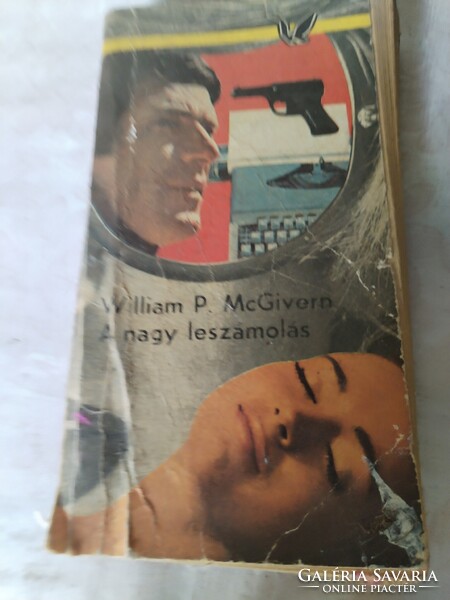 William P. McGivern
A nagy leszámolás
GALÉRIA SAVARIA
ONLINE PIACTÉR